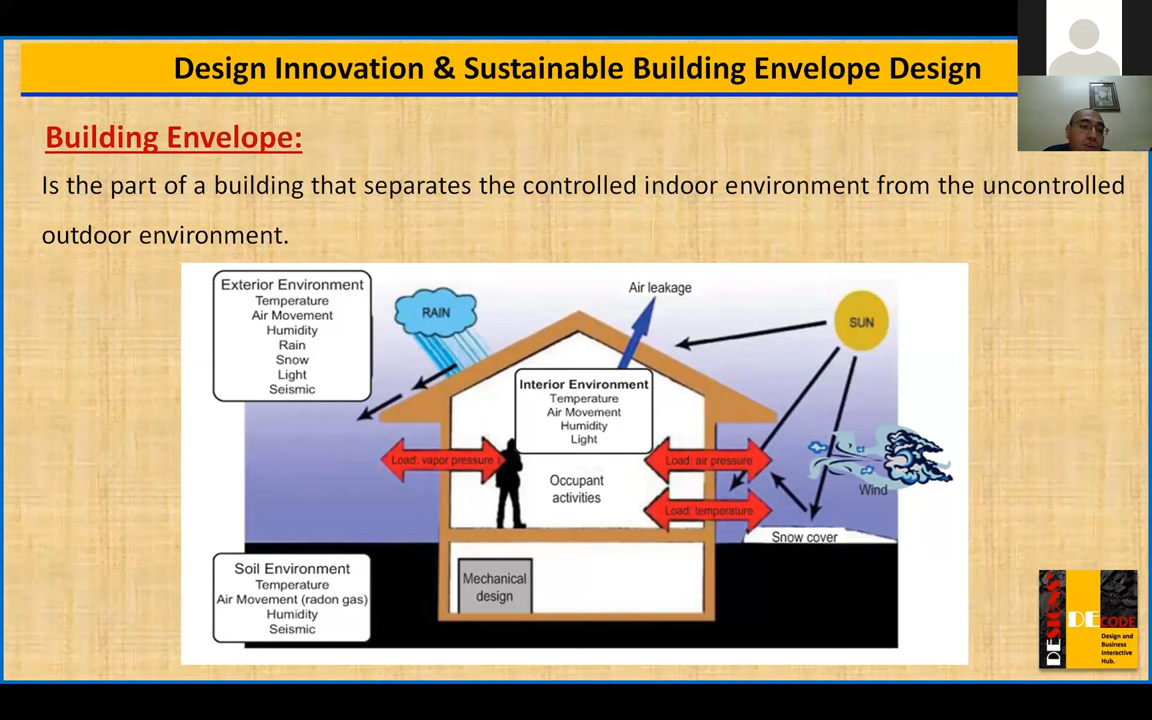 Design Innovation & Sustainable Building Envelope Design
Building Envelope:
Is the part of a building that separates the controlled indoor environment from the uncontrolled
outdoor environment.
Exterior Environment
Temperature
Air Movement
Humidity
Rain
Snow
Light
Seismic
RAIN
Air leakage
SUN
Interior Environment
Temperature
Air Movement
Humidity
Light
Load: vapor pressure
Load: air pressure
Occupant
activities
Load: temperature
Wind
Snow cover
Soil Environment
Temperature
Air Movement (radon gas)
Humidity
Seismic
Mechanical
design
DESIGNS
DECODE
Design and
Business
Interactive
Hub.